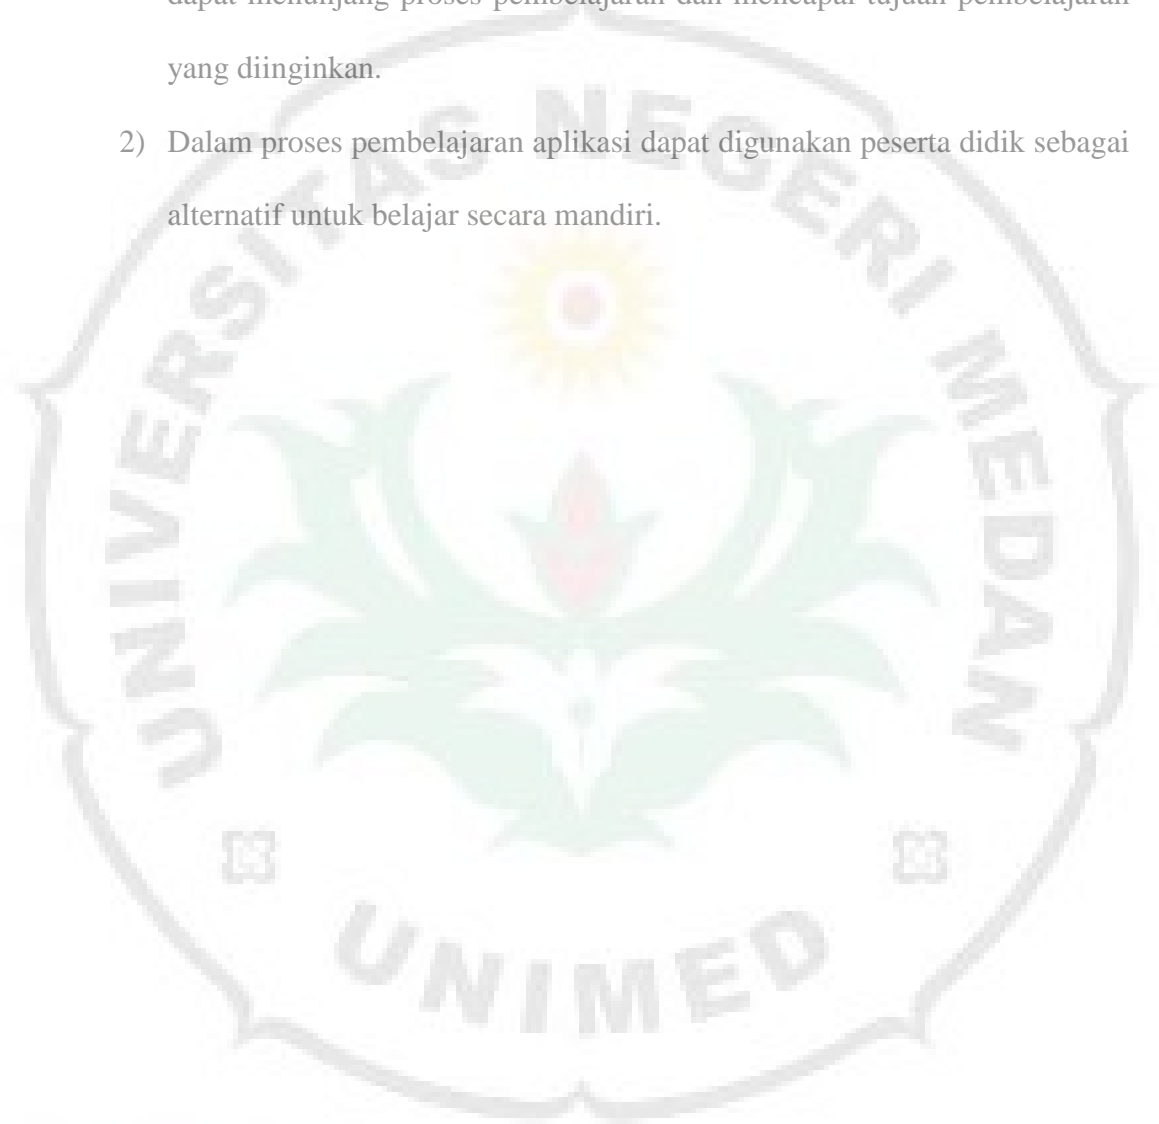 dapat menunjang proses pembelajaran dan mencapai tujuan pembelajaran
yang diinginkan.
2) Dalam proses pembelajaran aplikasi dapat digunakan peserta didik sebagai
alternatif untuk belajar secara mandiri.
UNIVERSITAS NEGERI MEDAN
UNIMED